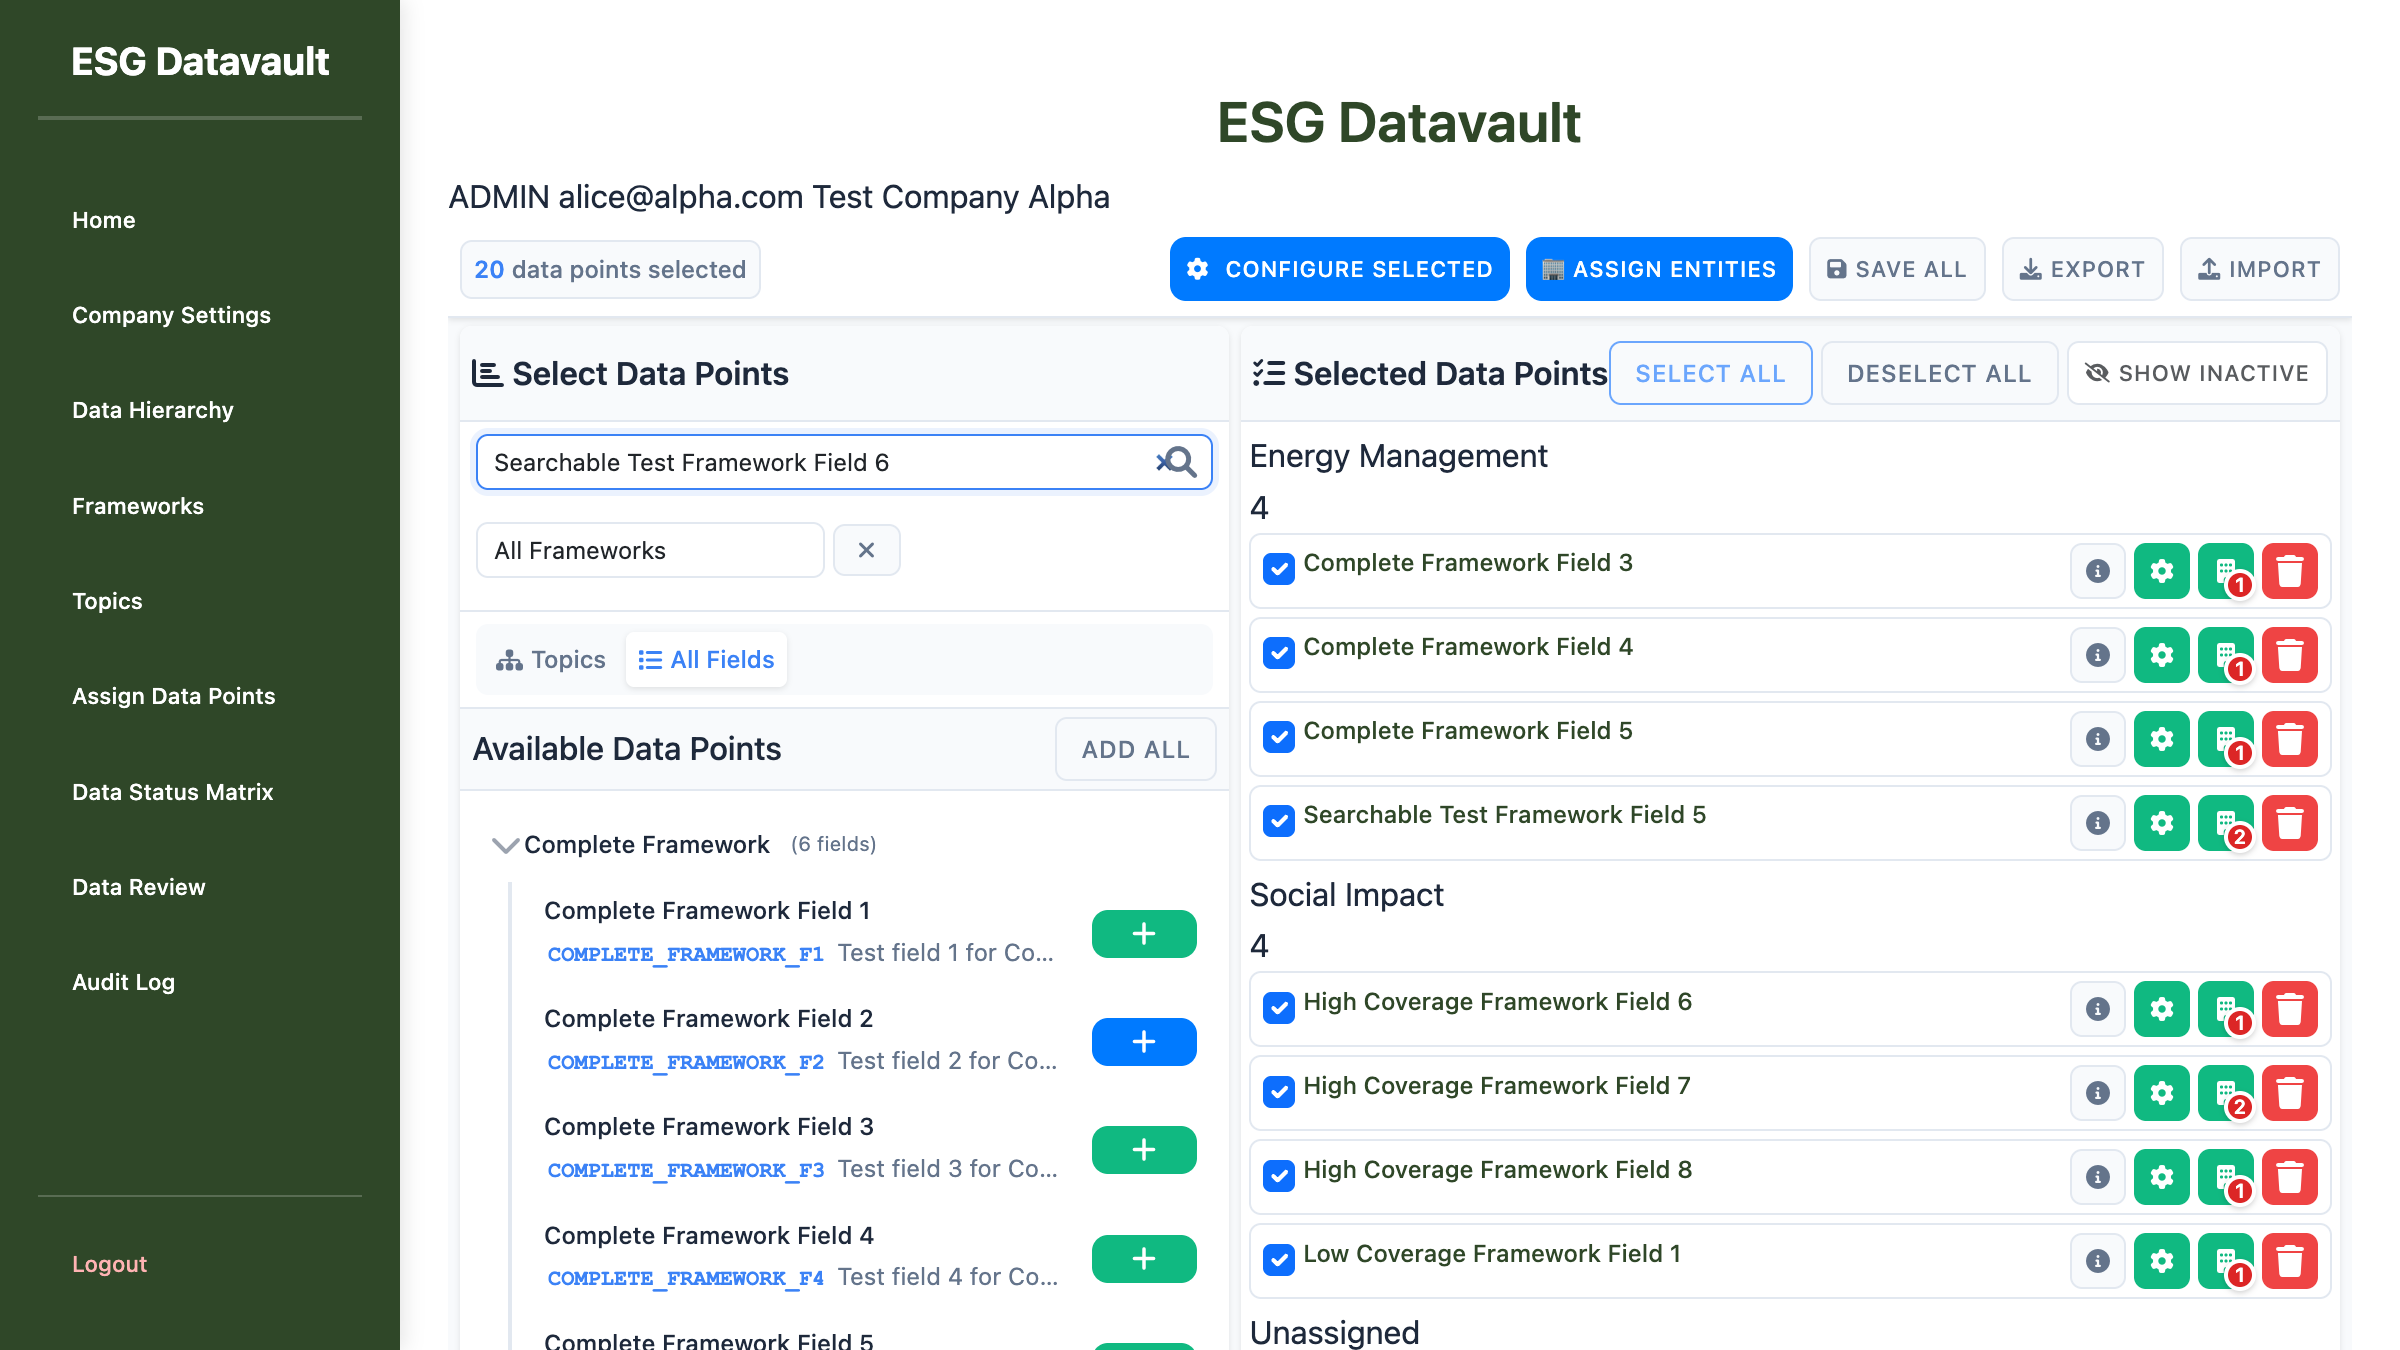 ESG Datavault
Home
Company Settings
Data Hierarchy
Frameworks
Topics
Assign Data Points
Data Status Matrix
Data Review
Audit Log
Logout
ESG Datavault
ADMIN alice@alpha.com Test Company Alpha
20 data points selected
CONFIGURE SELECTED
ASSIGN ENTITIES
SAVE ALL
EXPORT
IMPORT
Select Data Points
Searchable Test Framework Field 6
All Frameworks
Topics
All Fields
Available Data Points
ADD ALL
Complete Framework (6 fields)
Complete Framework Field 1
COMPLETE_FRAMEWORK_F1 Test field 1 for Co...
Complete Framework Field 2
COMPLETE_FRAMEWORK_F2 Test field 2 for Co...
Complete Framework Field 3
COMPLETE_FRAMEWORK_F3 Test field 3 for Co...
Complete Framework Field 4
COMPLETE_FRAMEWORK_F4 Test field 4 for Co...
Complete Framework Field 5
Selected Data Points
SELECT ALL
DESELECT ALL
SHOW INACTIVE
Energy Management
4
Complete Framework Field 3
1
Complete Framework Field 4
1
Complete Framework Field 5
1
Searchable Test Framework Field 5
2
Social Impact
4
High Coverage Framework Field 6
1
High Coverage Framework Field 7
2
High Coverage Framework Field 8
1
Low Coverage Framework Field 1
1
Unassigned